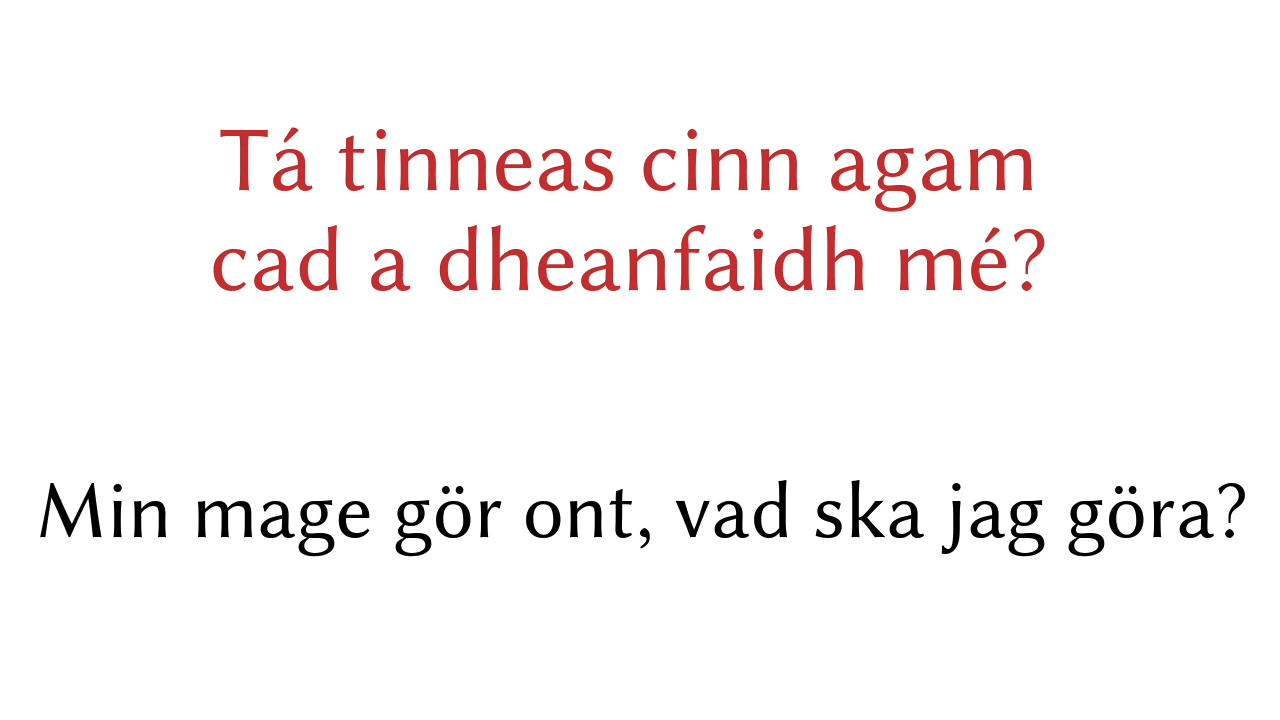 Tá tinneas cinn agam
cad a dheanfaidh mé?
Min mage gör ont, vad ska jag göra?